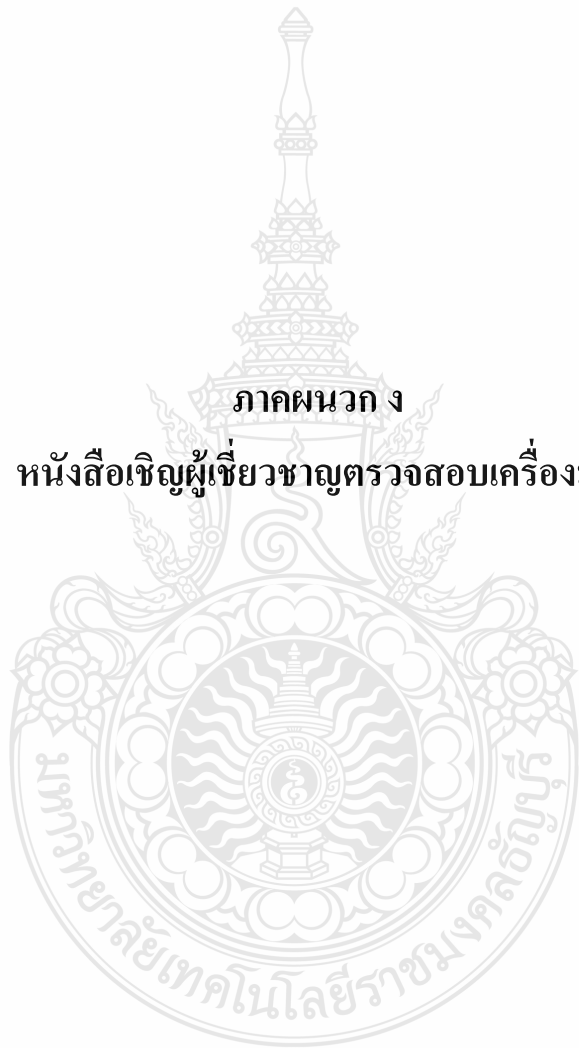 ภาคผนวก ง
หนังสือเชิญผู้เชี่ยวชาญตรวจสอบเครื่อง
มหาวิทยาลัยเทคโนโลยีราชมงคลธัญบุรี